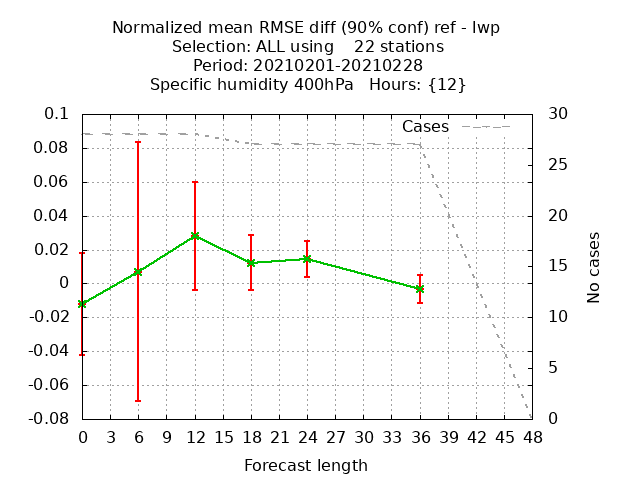 Normalized mean RMSE diff (90% conf) ref - lwp
Selection: ALL using    22 stations
Period: 20210201-20210228
Specific humidity 400hPa   Hours: {12}
Cases
0.1
0.08
0.06
0.04
0.02
0
-0.02
-0.04
-0.06
-0.08
30
25
20
15
10
5
0
No cases
0 3 6 9 12 15 18 21 24 27 30 33 36 39 42 45 48
Forecast length